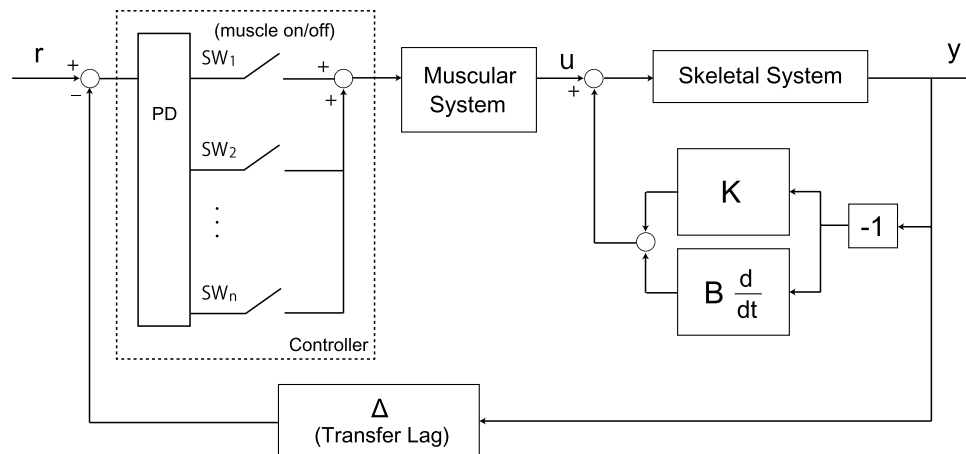 r
+
−
(muscle on/off)
SW1
PD
SW2
⋮
SWn
+
+
Controller
Muscular
System
u
+
Skeletal System
y
K
-1
B d/dt
Δ
(Transfer Lag)